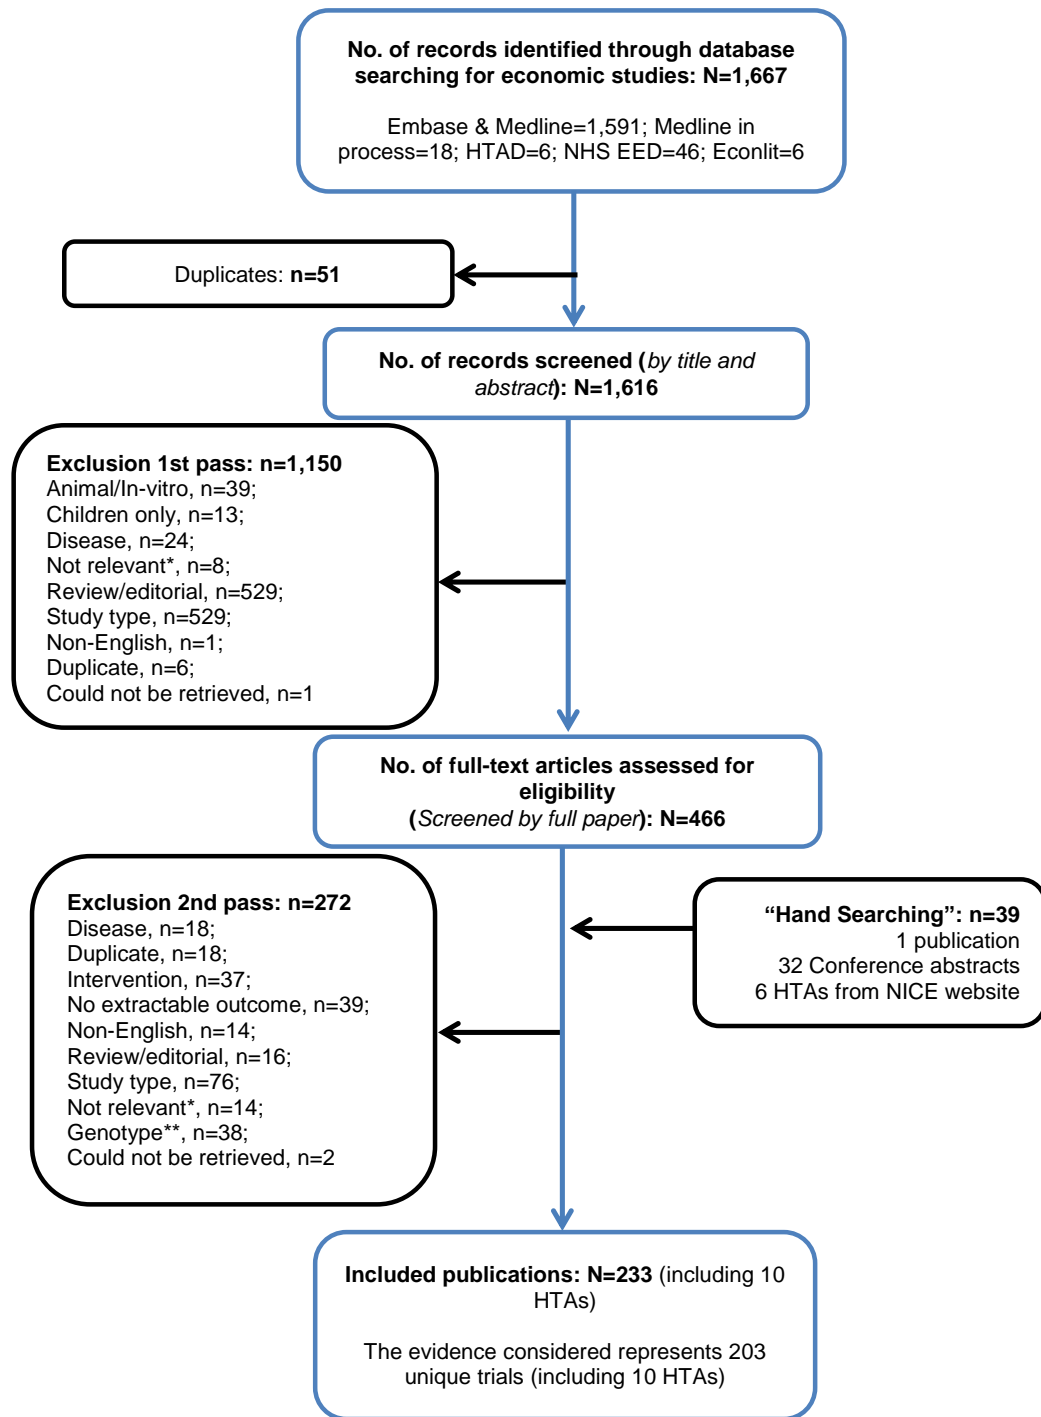 No. of records identified through database
searching for economic studies: N=1,667
Embase & Medline=1,591; Medline in
process=18; HTAD=6; NHS EED=46; Econlit=6
Duplicates: n=51
No. of records screened (by title and
abstract): N=1,616
Exclusion 1st pass: n=1,150
Animal/In-vitro, n=39;
Children only, n=13;
Disease, n=24;
Not relevant*, n=8;
Review/editorial, n=529;
Study type, n=529;
Non-English, n=1;
Duplicate, n=6;
Could not be retrieved, n=1
No. of full-text articles assessed for
eligibility
(Screened by full paper): N=466
Exclusion 2nd pass: n=272
Disease, n=18;
Duplicate, n=18;
Intervention, n=37;
No extractable outcome, n=39;
Non-English, n=14;
Review/editorial, n=16;
Study type, n=76;
Not relevant*, n=14;
Genotype**, n=38;
Could not be retrieved, n=2
“Hand Searching”: n=39
1 publication
32 Conference abstracts
6 HTAs from NICE website
Included publications: N=233 (including 10
HTAs)
The evidence considered represents 203
unique trials (including 10 HTAs)